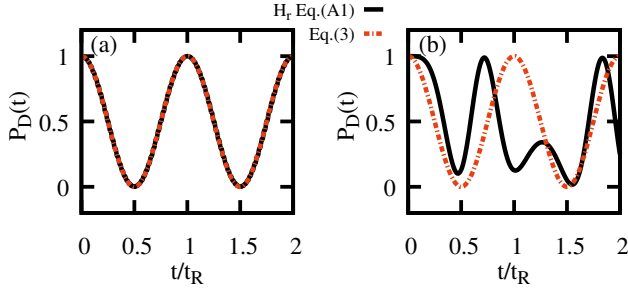 H_r Eq.(A1)
Eq.(3)
(a)
(b)
P_D(t)
1
0.5
0
0 0.5 1 1.5 2
t/t_R
P_D(t)
1
0.5
0
0 0.5 1 1.5 2
t/t_R